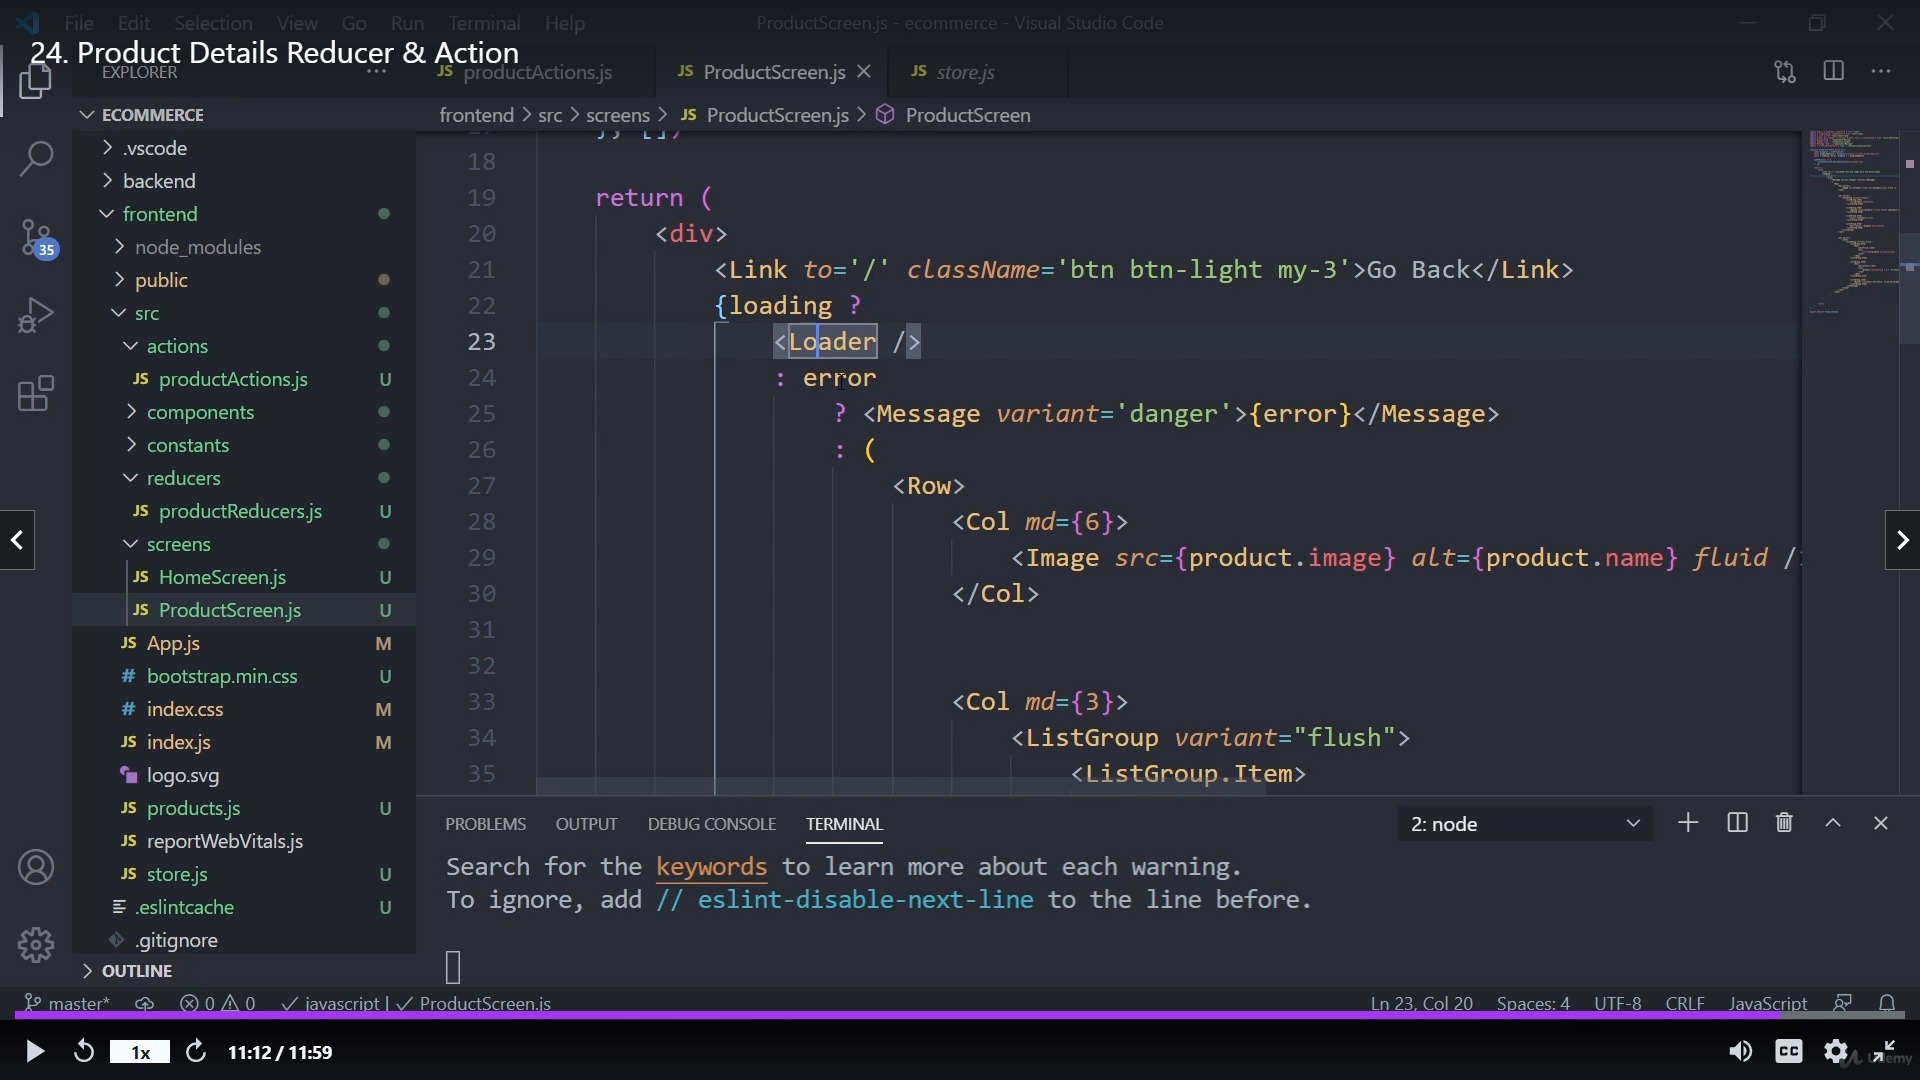 File Edit Selection View Go Run Terminal Help
ProductScreen.js - ecommerce - Visual Studio Code
24. Product Details Reducer & Action
EXPLORER
JS productActions.js
JS ProductScreen.js
JS store.js
ECOMMERCE
frontend > src > screens > JS ProductScreen.js > ProductScreen
.vscode
backend
frontend
node_modules
public
src
actions
JS productActions.js U
components
constants
reducers
JS productReducers.js U
screens
JS HomeScreen.js U
JS ProductScreen.js U
JS App.js M
# bootstrap.min.css U
# index.css M
JS index.js M
logo.svg
JS products.js U
JS reportWebVitals.js
JS store.js U
.eslintcache U
.gitignore
OUTLINE
35
17 }, [])
18
19 return (
20 <div>
21 <Link to='/' className='btn btn-light my-3'>Go Back</Link>
22 {loading ?
23 <Loader />
24 : error
25 ? <Message variant='danger'>{error}</Message>
26 : (
27 <Row>
28 <Col md={6}>
29 <Image src={product.image} alt={product.name} fluid /
30 </Col>
31
32
33 <Col md={3}>
34 <ListGroup variant="flush">
35 <ListGroup.Item>
PROBLEMS OUTPUT DEBUG CONSOLE TERMINAL
2: node
Search for the keywords to learn more about each warning.
To ignore, add // eslint-disable-next-line to the line before.
master* 0 0 javascript | ProductScreen.js
Ln 23, Col 20 Spaces: 4 UTF-8 CRLF JavaScript
1x 11:12 / 11:59
CC
Udemy